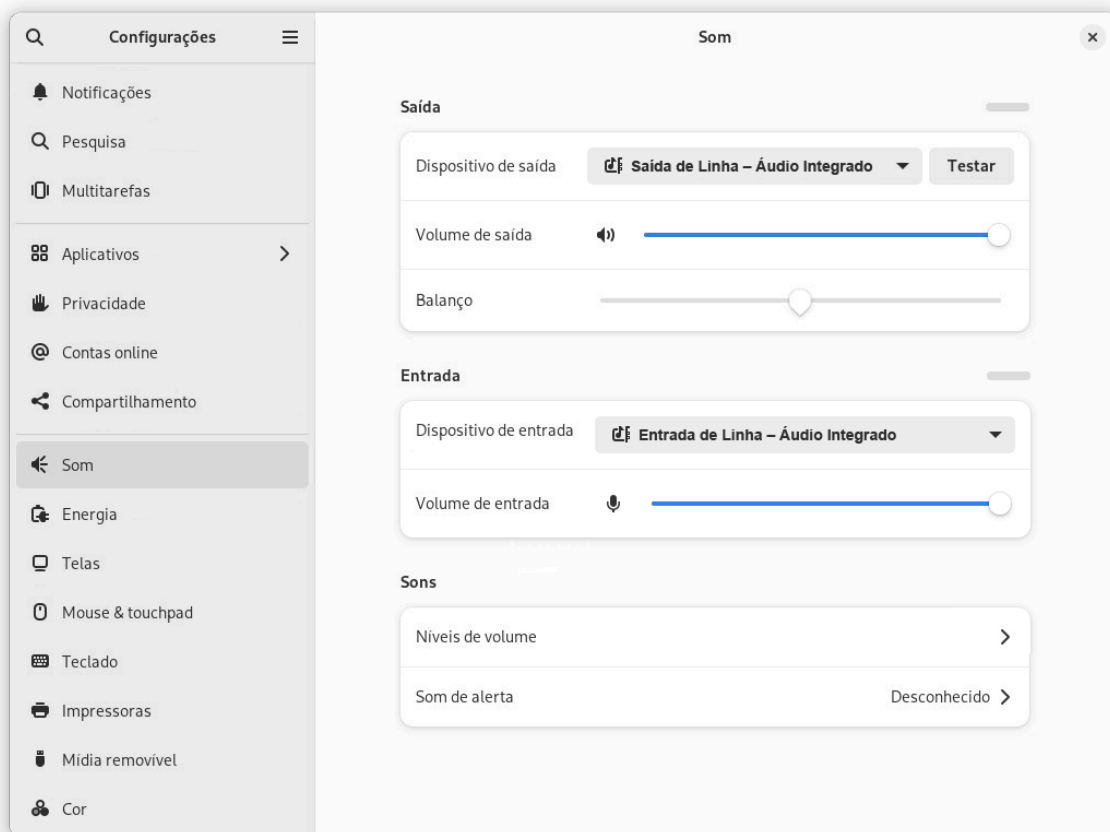 Configurações
Notificações
Pesquisa
Multitarefas
Aplicativos
Privacidade
Contas online
Compartilhamento
Som
Energia
Telas
Mouse & touchpad
Teclado
Impressoras
Mídia removível
Cor
Som
Saída
Dispositivo de saída Saída de Linha – Áudio Integrado Testar
Volume de saída
Balanço
Entrada
Dispositivo de entrada Entrada de Linha – Áudio Integrado
Volume de entrada
Sons
Níveis de volume
Som de alerta Desconhecido